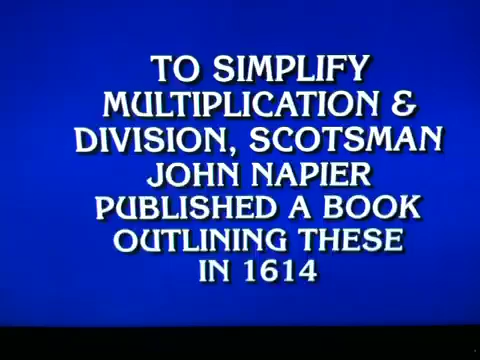 TO SIMPLIFY
MULTIPLICATION &
DIVISION, SCOTSMAN
JOHN NAPIER
PUBLISHED A BOOK
OUTLINING THESE
IN 1614